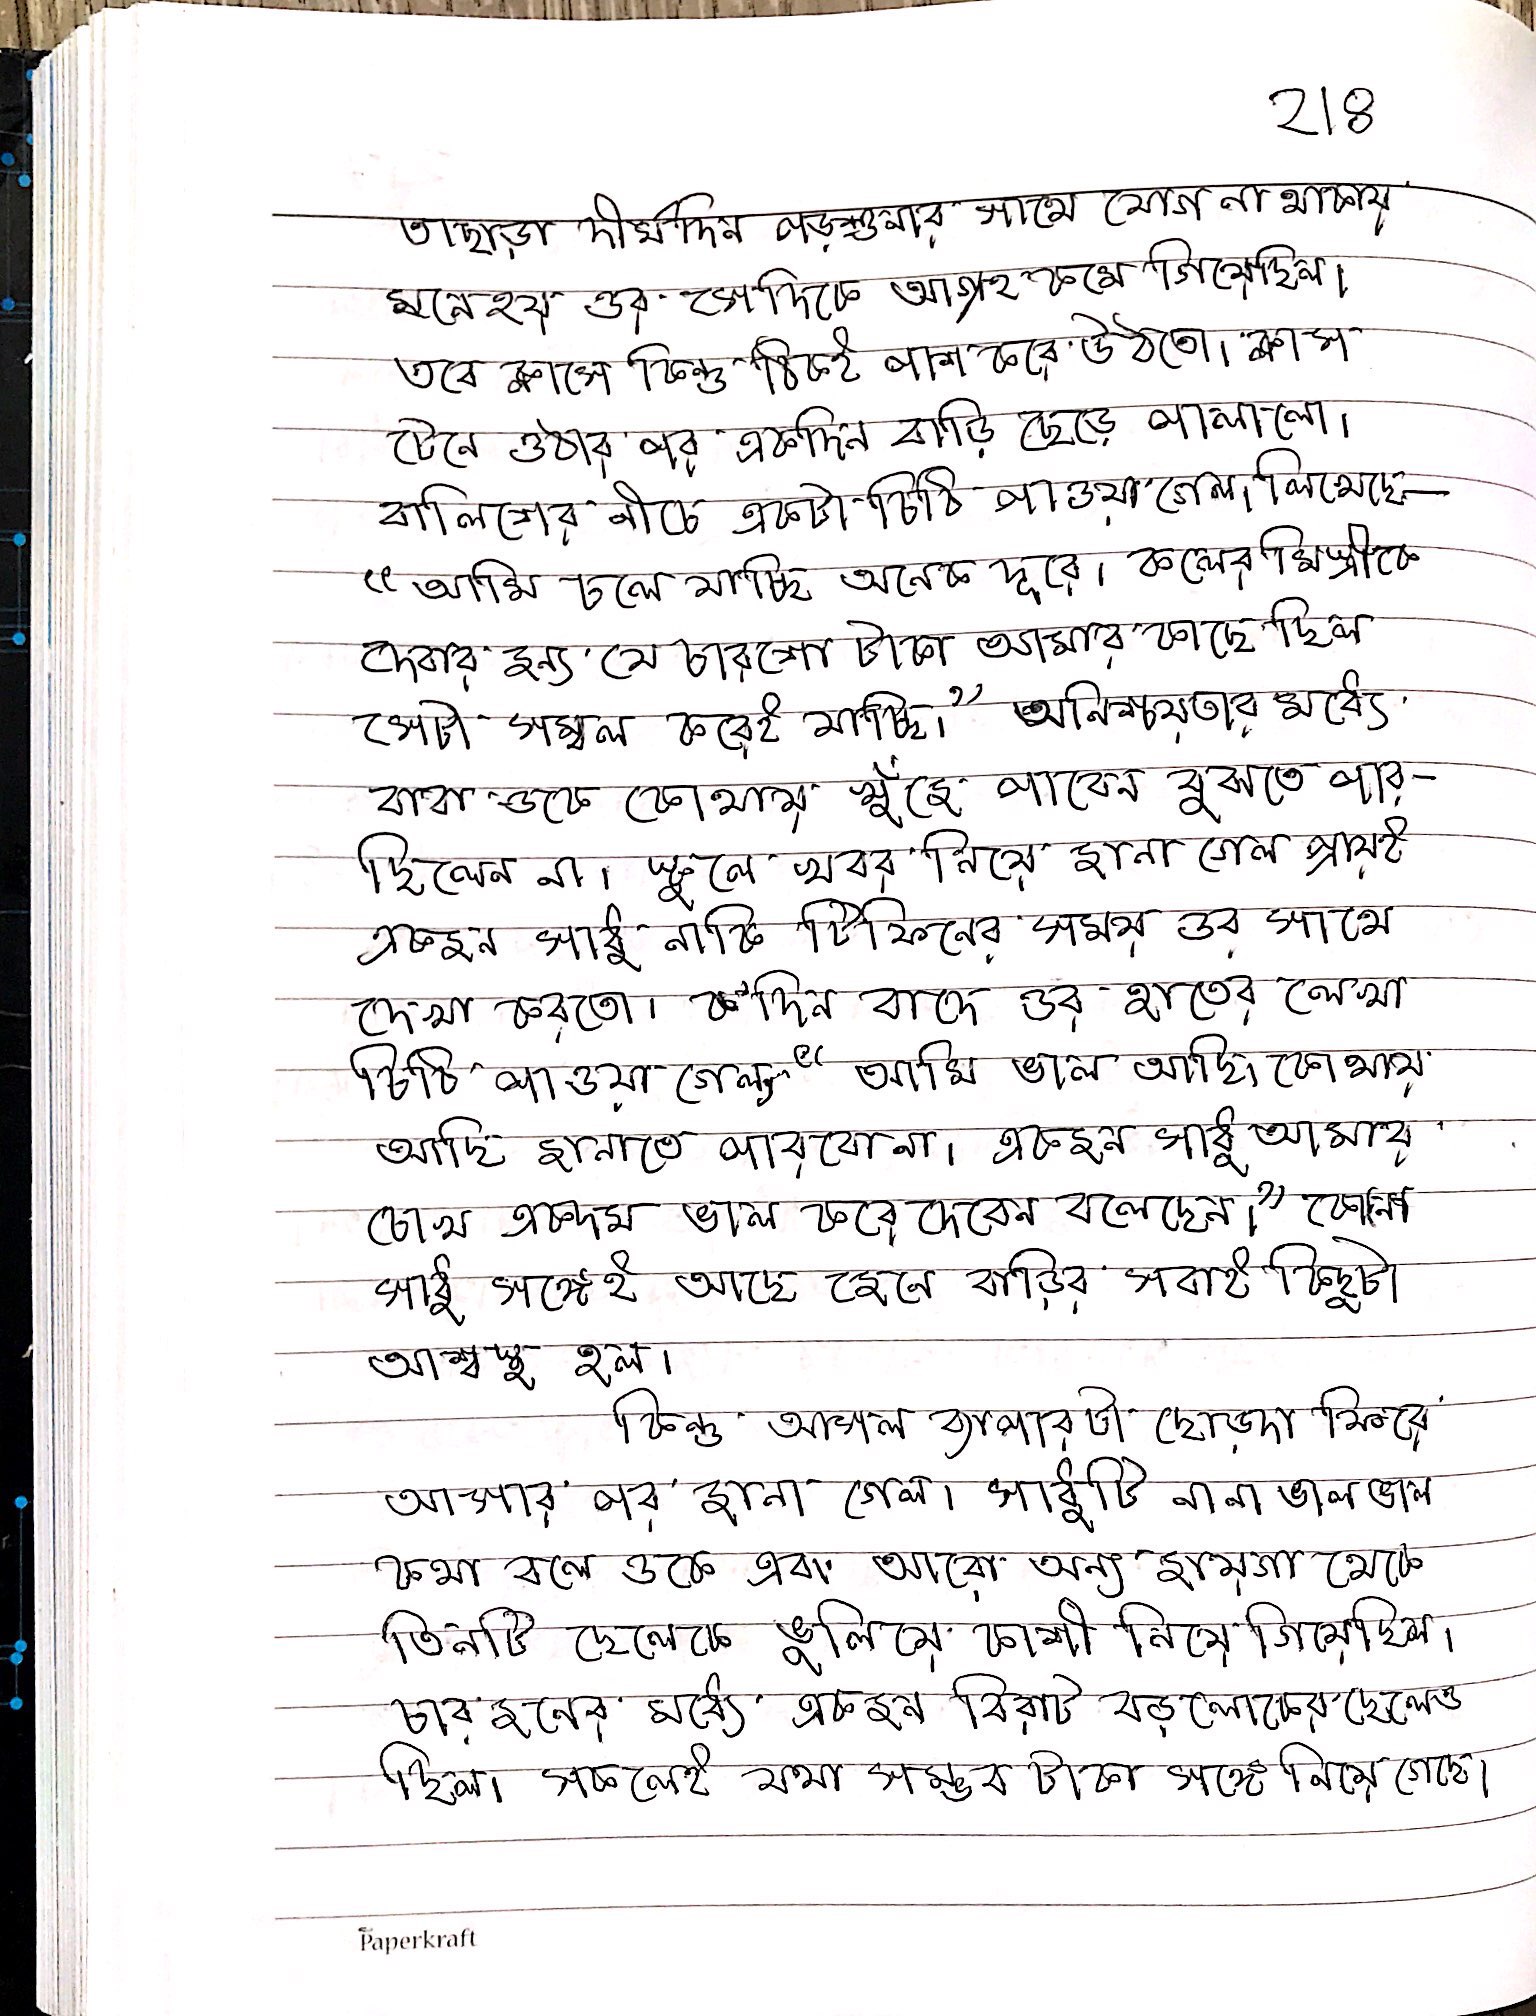 218
তাছাড়া দীর্ঘদিন পড়াশুনার সাথে যোগ না থাকায়
মনে হয় ওর সেদিকে আগ্রহ কমে গিয়েছিল।
তবে ক্লাসে কিন্তু ঠিকই পাশ করে উঠতো। ক্লাস
টেনে ওঠার পর একদিন বাড়ি ছেড়ে পালালো।
বালিশের নীচে একটা চিঠি পাওয়া গেল। লিখেছে—
“আমি চলে যাচ্ছি অনেক দূরে। কলের মিস্ত্রীকে
দেবার জন্য যে চারশো টাকা আমার কাছে ছিল
সেটা সম্বল করেই যাচ্ছি।” অনিশ্চয়তার মধ্যে
বাবা ওকে কোথায় খুঁজে পাবেন বুঝতে পার-
ছিলেন না। স্কুলে খবর নিয়ে জানা গেল প্রায়ই
একজন সাধু নাকি টিফিনের সময় ওর সাথে
দেখা করতো। ক'দিন বাদে ওর হাতের লেখা
চিঠি পাওয়া গেল, “আমি ভাল আছি। কোথায়
আছি জানাতে পারবোনা। একজন সাধু আমার
চোখ একদম ভাল করে দেবেন বলেছেন।” কোন
সাধু সঙ্গেই আছে জেনে বাড়ির সবাই কিছুটা
আশ্বস্থ হল।
কিন্তু আসল ব্যাপারটা ছোড়দা ফিরে
আসার পর জানা গেল। সাধুটি নানা ভাল ভাল
কথা বলে ওকে এবং আরো অন্য জায়গা থেকে
তিনটি ছেলেকে ভুলিয়ে কাশী নিয়ে গিয়েছিল।
চার জনের মধ্যে একজন বিরাট বড়লোকের ছেলেও
ছিল। সকলেই যথা সম্ভব টাকা সঙ্গে নিয়ে গেছে।
Paperkraft